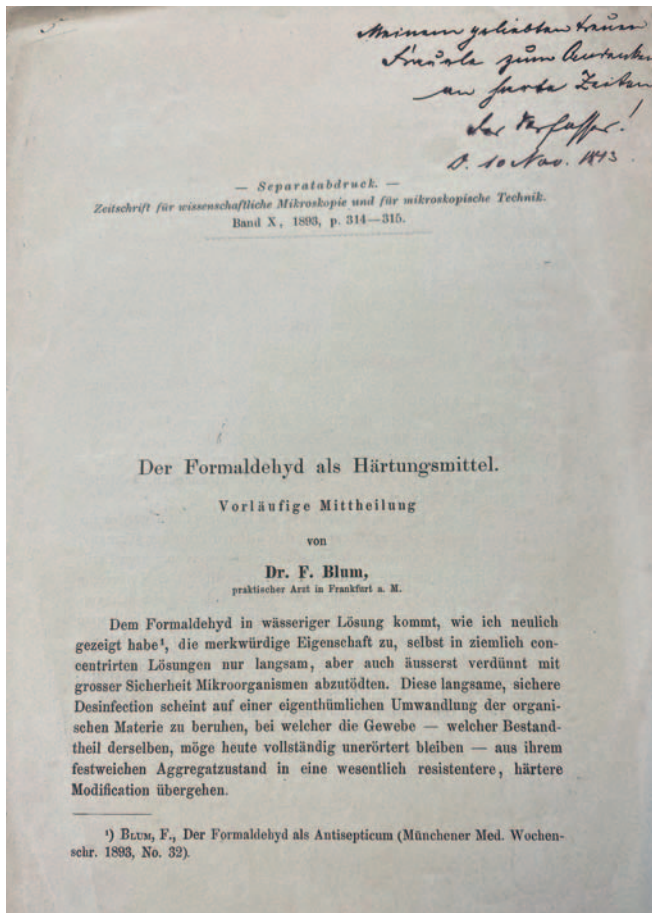 5
Meinem geliebten treuen
Frauerle zum Andenken
an harte Zeiten
Der Verfasser!
D. 10 Nov. 1893.
— Separatabdruck. —
Zeitschrift für wissenschaftliche Mikroskopie und für mikroskopische Technik.
Band X, 1893, p. 314—315.
Der Formaldehyd als Härtungsmittel.
Vorläufige Mittheilung
von
Dr. F. Blum,
praktischer Arzt in Frankfurt a. M.
Dem Formaldehyd in wässeriger Lösung kommt, wie ich neulich
gezeigt habe¹, die merkwürdige Eigenschaft zu, selbst in ziemlich con-
centrirten Lösungen nur langsam, aber auch äusserst verdünnt mit
grosser Sicherheit Mikroorganismen abzutödten. Diese langsame, sichere
Desinfection scheint auf einer eigenthümlichen Umwandlung der organi-
schen Materie zu beruhen, bei welcher die Gewebe — welcher Bestand-
theil derselben, möge heute vollständig unerörtert bleiben — aus ihrem
festweichen Aggregatzustand in eine wesentlich resistentere, härtere
Modification übergehen.
¹) Blum, F., Der Formaldehyd als Antisepticum (Münchener Med. Wochen-
schr. 1893, No. 32).